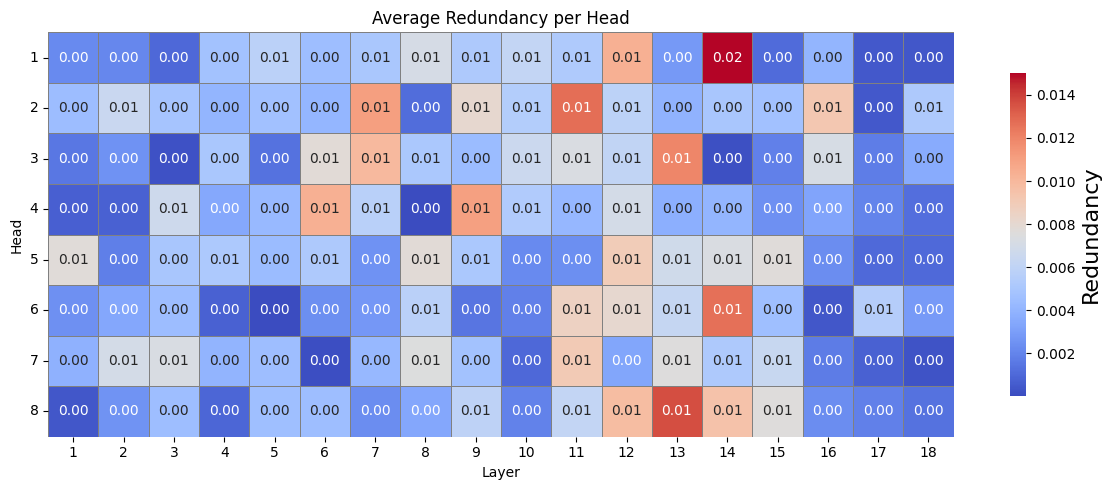 Average Redundancy per Head
1 0.00 0.00 0.00 0.00 0.01 0.00 0.00 0.01 0.01 0.01 0.01 0.01 0.00 0.02 0.00 0.00 0.00 0.00
2 0.00 0.01 0.00 0.00 0.00 0.00 0.01 0.00 0.01 0.01 0.01 0.01 0.00 0.00 0.00 0.01 0.00 0.01
3 0.00 0.00 0.00 0.00 0.00 0.01 0.01 0.01 0.00 0.01 0.01 0.01 0.01 0.00 0.00 0.01 0.00 0.00
4 0.00 0.00 0.01 0.00 0.00 0.01 0.01 0.00 0.01 0.01 0.00 0.01 0.00 0.00 0.00 0.00 0.00 0.00
5 0.01 0.00 0.00 0.01 0.00 0.01 0.00 0.01 0.01 0.00 0.00 0.01 0.01 0.01 0.01 0.00 0.00 0.00
6 0.00 0.00 0.00 0.00 0.00 0.00 0.00 0.01 0.00 0.00 0.01 0.01 0.01 0.01 0.00 0.00 0.01 0.00
7 0.00 0.01 0.01 0.00 0.00 0.00 0.00 0.01 0.00 0.00 0.01 0.00 0.01 0.01 0.01 0.00 0.00 0.00
8 0.00 0.00 0.00 0.00 0.00 0.00 0.00 0.00 0.01 0.00 0.01 0.01 0.01 0.01 0.01 0.00 0.00 0.00
1 2 3 4 5 6 7 8 9 10 11 12 13 14 15 16 17 18
Layer
Head
0.014
0.012
0.010
0.008
0.006
0.004
0.002
Redundancy